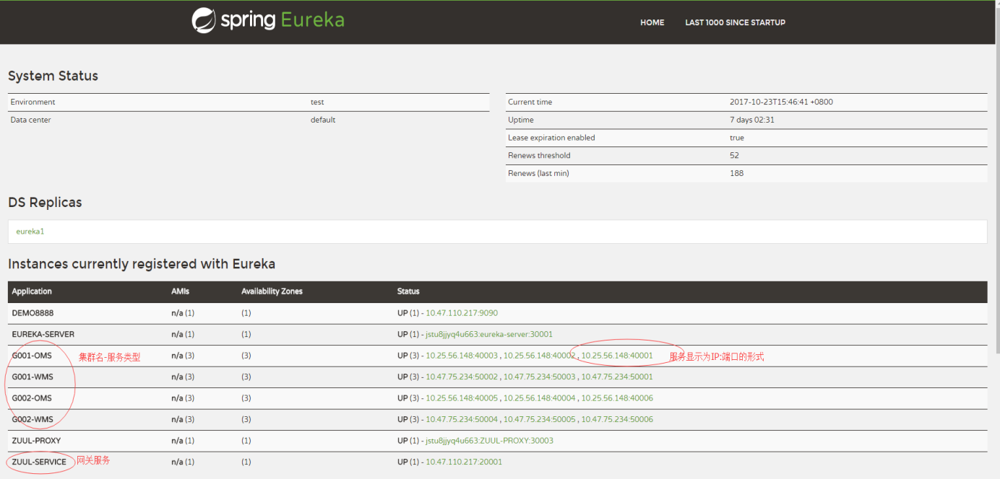 spring Eureka
HOME LAST 1000 SINCE STARTUP
System Status
Environment test
Data center default
Current time 2017-10-23T15:46:41 +0800
Uptime 7 days 02:31
Lease expiration enabled true
Renews threshold 52
Renews (last min) 188
DS Replicas
eureka1
Instances currently registered with Eureka
Application AMIs Availability Zones Status
DEMO8888 n/a (1) (1) UP (1) - 10.47.110.217:9090
EUREKA-SERVER n/a (1) (1) UP (1) - jstu8jjyq4u663:eureka-server:30001
G001-OMS 集群名-服务类型 n/a (3) (3) UP (3) - 10.25.56.148:40003 , 10.25.56.148:40002 , 10.25.56.148:40001 服务显示为IP:端口的形式
G001-WMS n/a (3) (3) UP (3) - 10.47.75.234:50002 , 10.47.75.234:50003 , 10.47.75.234:50001
G002-OMS n/a (3) (3) UP (3) - 10.25.56.148:40005 , 10.25.56.148:40004 , 10.25.56.148:40006
G002-WMS n/a (3) (3) UP (3) - 10.47.75.234:50004 , 10.47.75.234:50005 , 10.47.75.234:50006
ZUUL-PROXY n/a (1) (1) UP (1) - jstu8jjyq4u663:ZUUL-PROXY:30003
ZUUL-SERVICE 网关服务 n/a (1) (1) UP (1) - 10.47.110.217:20001